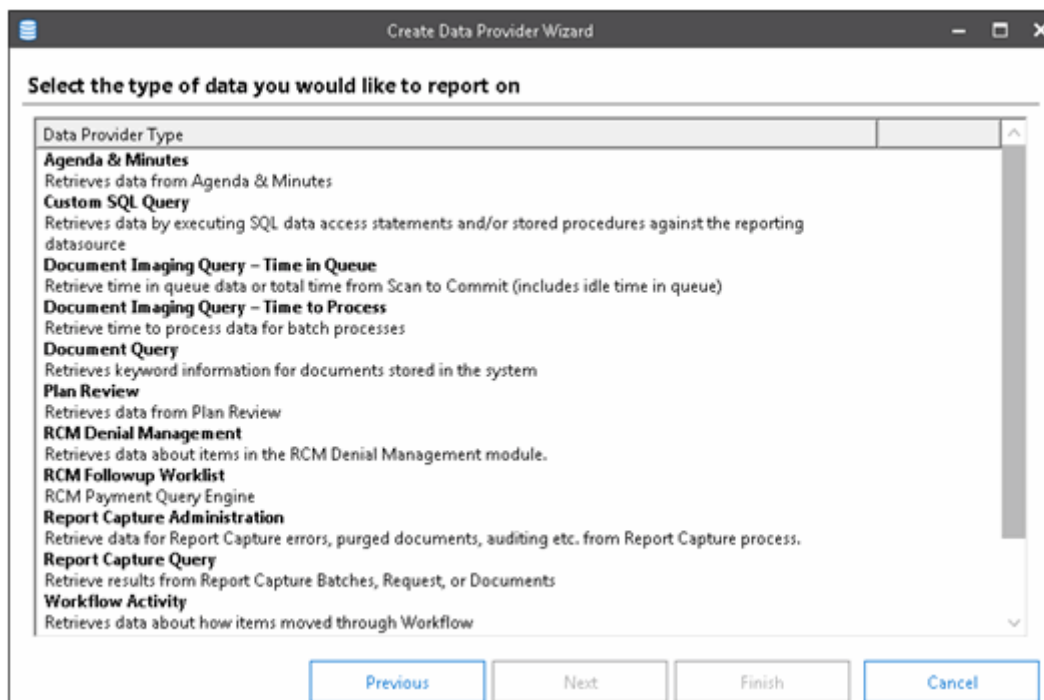 Create Data Provider Wizard
Select the type of data you would like to report on
Data Provider Type
Agenda & Minutes
Retrieves data from Agenda & Minutes
Custom SQL Query
Retrieves data by executing SQL data access statements and/or stored procedures against the reporting
datasource
Document Imaging Query – Time in Queue
Retrieve time in queue data or total time from Scan to Commit (includes idle time in queue)
Document Imaging Query – Time to Process
Retrieve time to process data for batch processes
Document Query
Retrieves keyword information for documents stored in the system
Plan Review
Retrieves data from Plan Review
RCM Denial Management
Retrieves data about items in the RCM Denial Management module.
RCM Followup Worklist
RCM Payment Query Engine
Report Capture Administration
Retrieve data for Report Capture errors, purged documents, auditing etc. from Report Capture process.
Report Capture Query
Retrieve results from Report Capture Batches, Request, or Documents
Workflow Activity
Retrieves data about how items moved through Workflow
Previous Next Finish Cancel